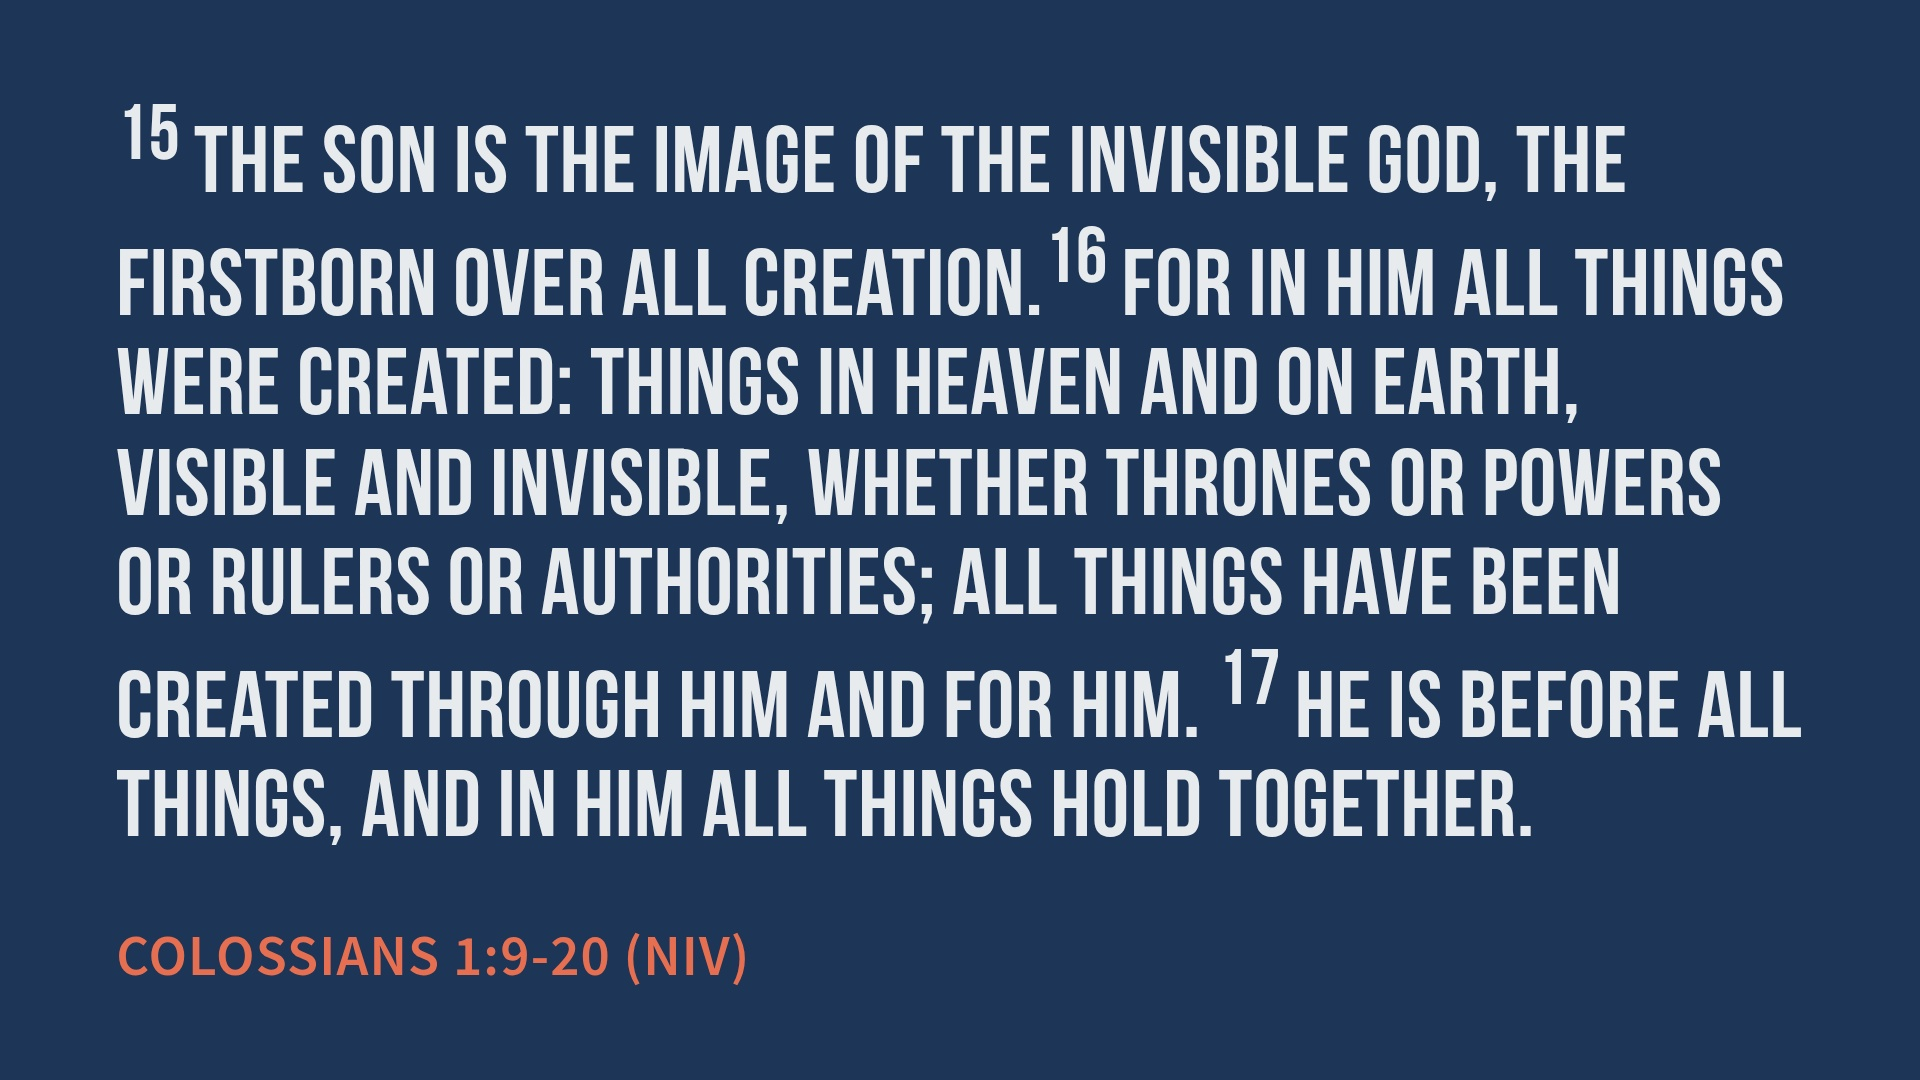 15 THE SON IS THE IMAGE OF THE INVISIBLE GOD, THE
FIRSTBORN OVER ALL CREATION. 16 FOR IN HIM ALL THINGS
WERE CREATED: THINGS IN HEAVEN AND ON EARTH,
VISIBLE AND INVISIBLE, WHETHER THRONES OR POWERS
OR RULERS OR AUTHORITIES; ALL THINGS HAVE BEEN
CREATED THROUGH HIM AND FOR HIM. 17 HE IS BEFORE ALL
THINGS, AND IN HIM ALL THINGS HOLD TOGETHER.
COLOSSIANS 1:9-20 (NIV)